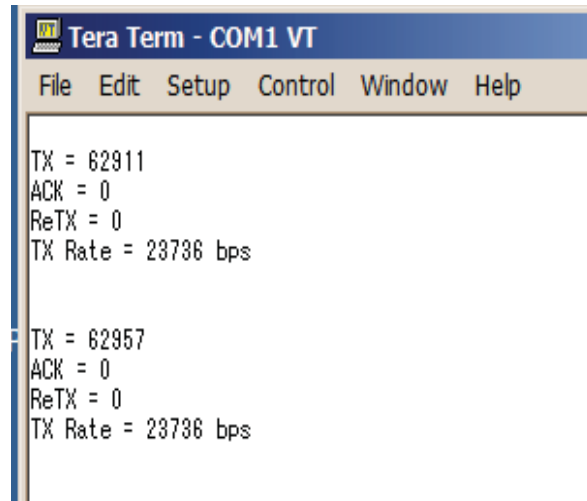 Tera Term - COM1 VT
File Edit Setup Control Window Help
TX = 62911
ACK = 0
ReTX = 0
TX Rate = 23736 bps
TX = 62957
ACK = 0
ReTX = 0
TX Rate = 23736 bps